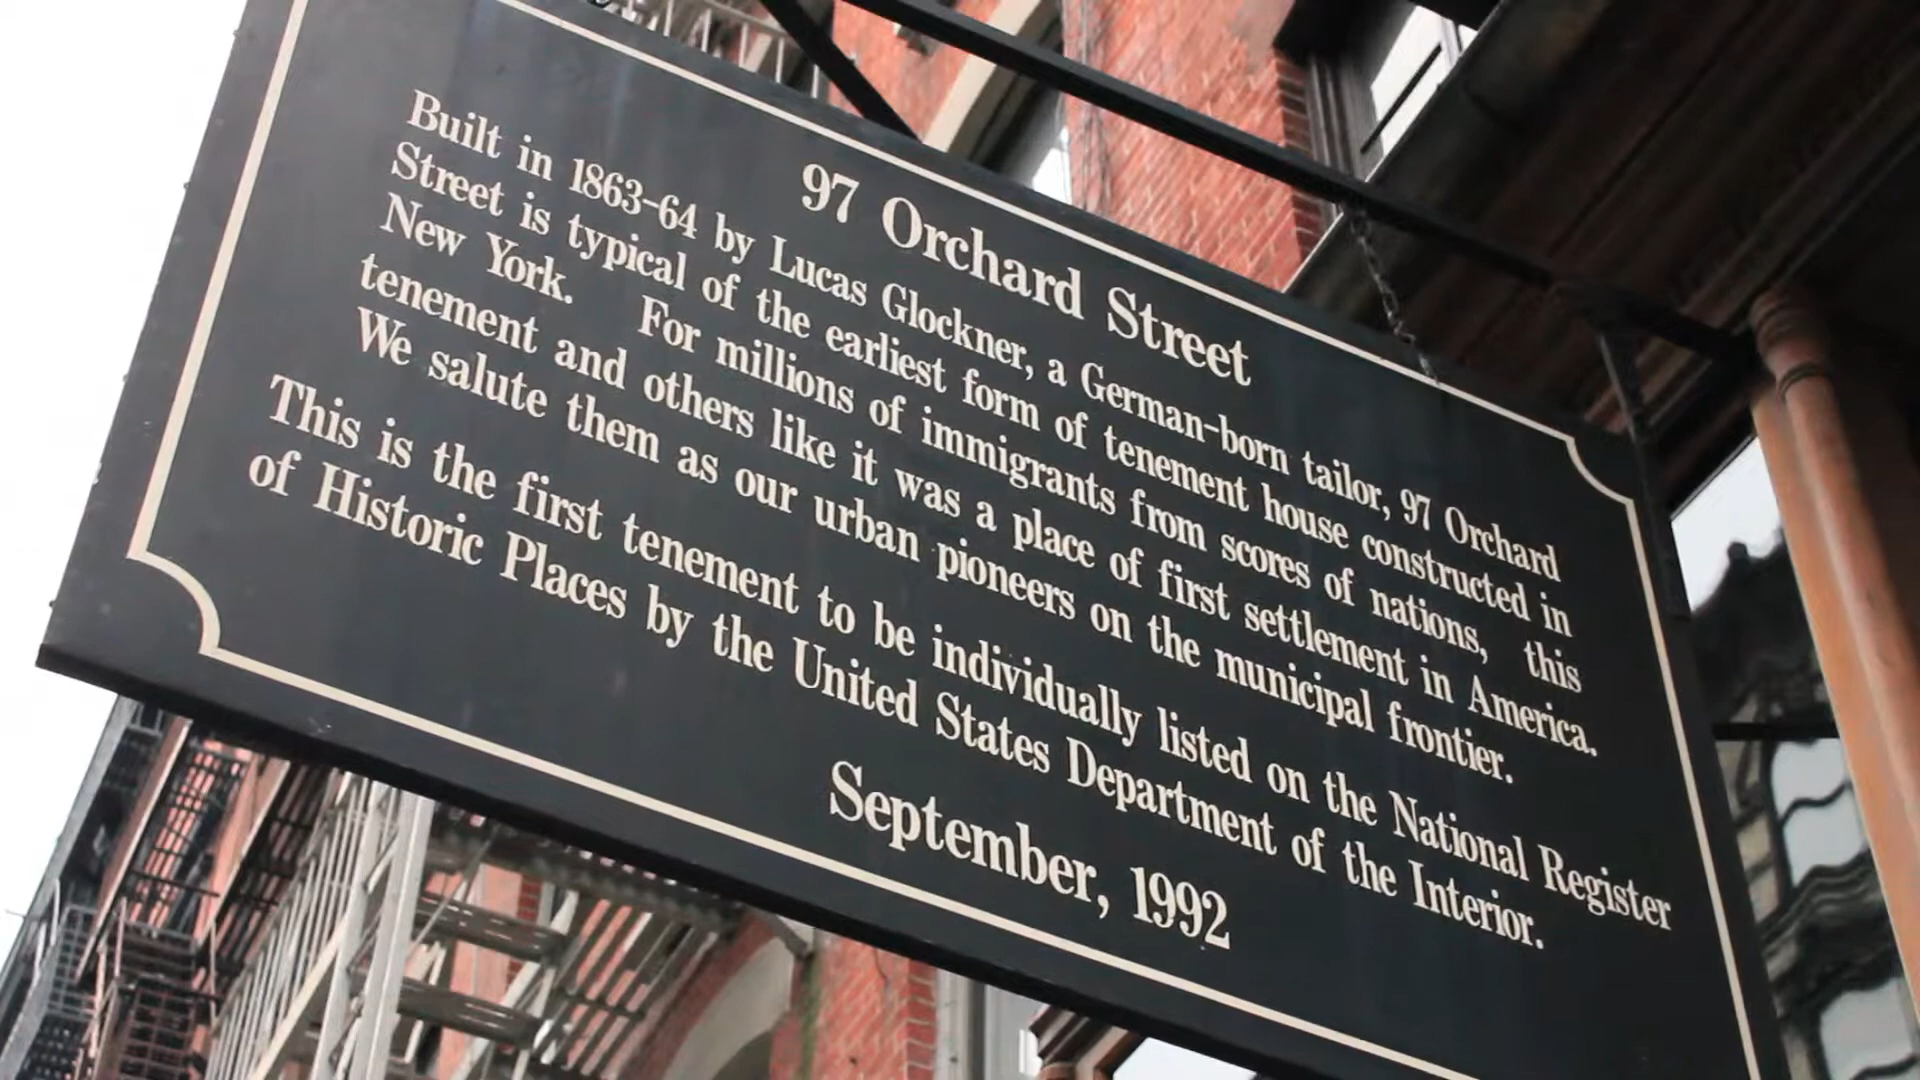 97 Orchard Street
Built in 1863-64 by Lucas Glockner, a German-born tailor, 97 Orchard
Street is typical of the earliest form of tenement house constructed in
New York. For millions of immigrants from scores of nations, this
tenement and others like it was a place of first settlement in America.
We salute them as our urban pioneers on the municipal frontier.
This is the first tenement to be individually listed on the National Register
of Historic Places by the United States Department of the Interior.
September, 1992